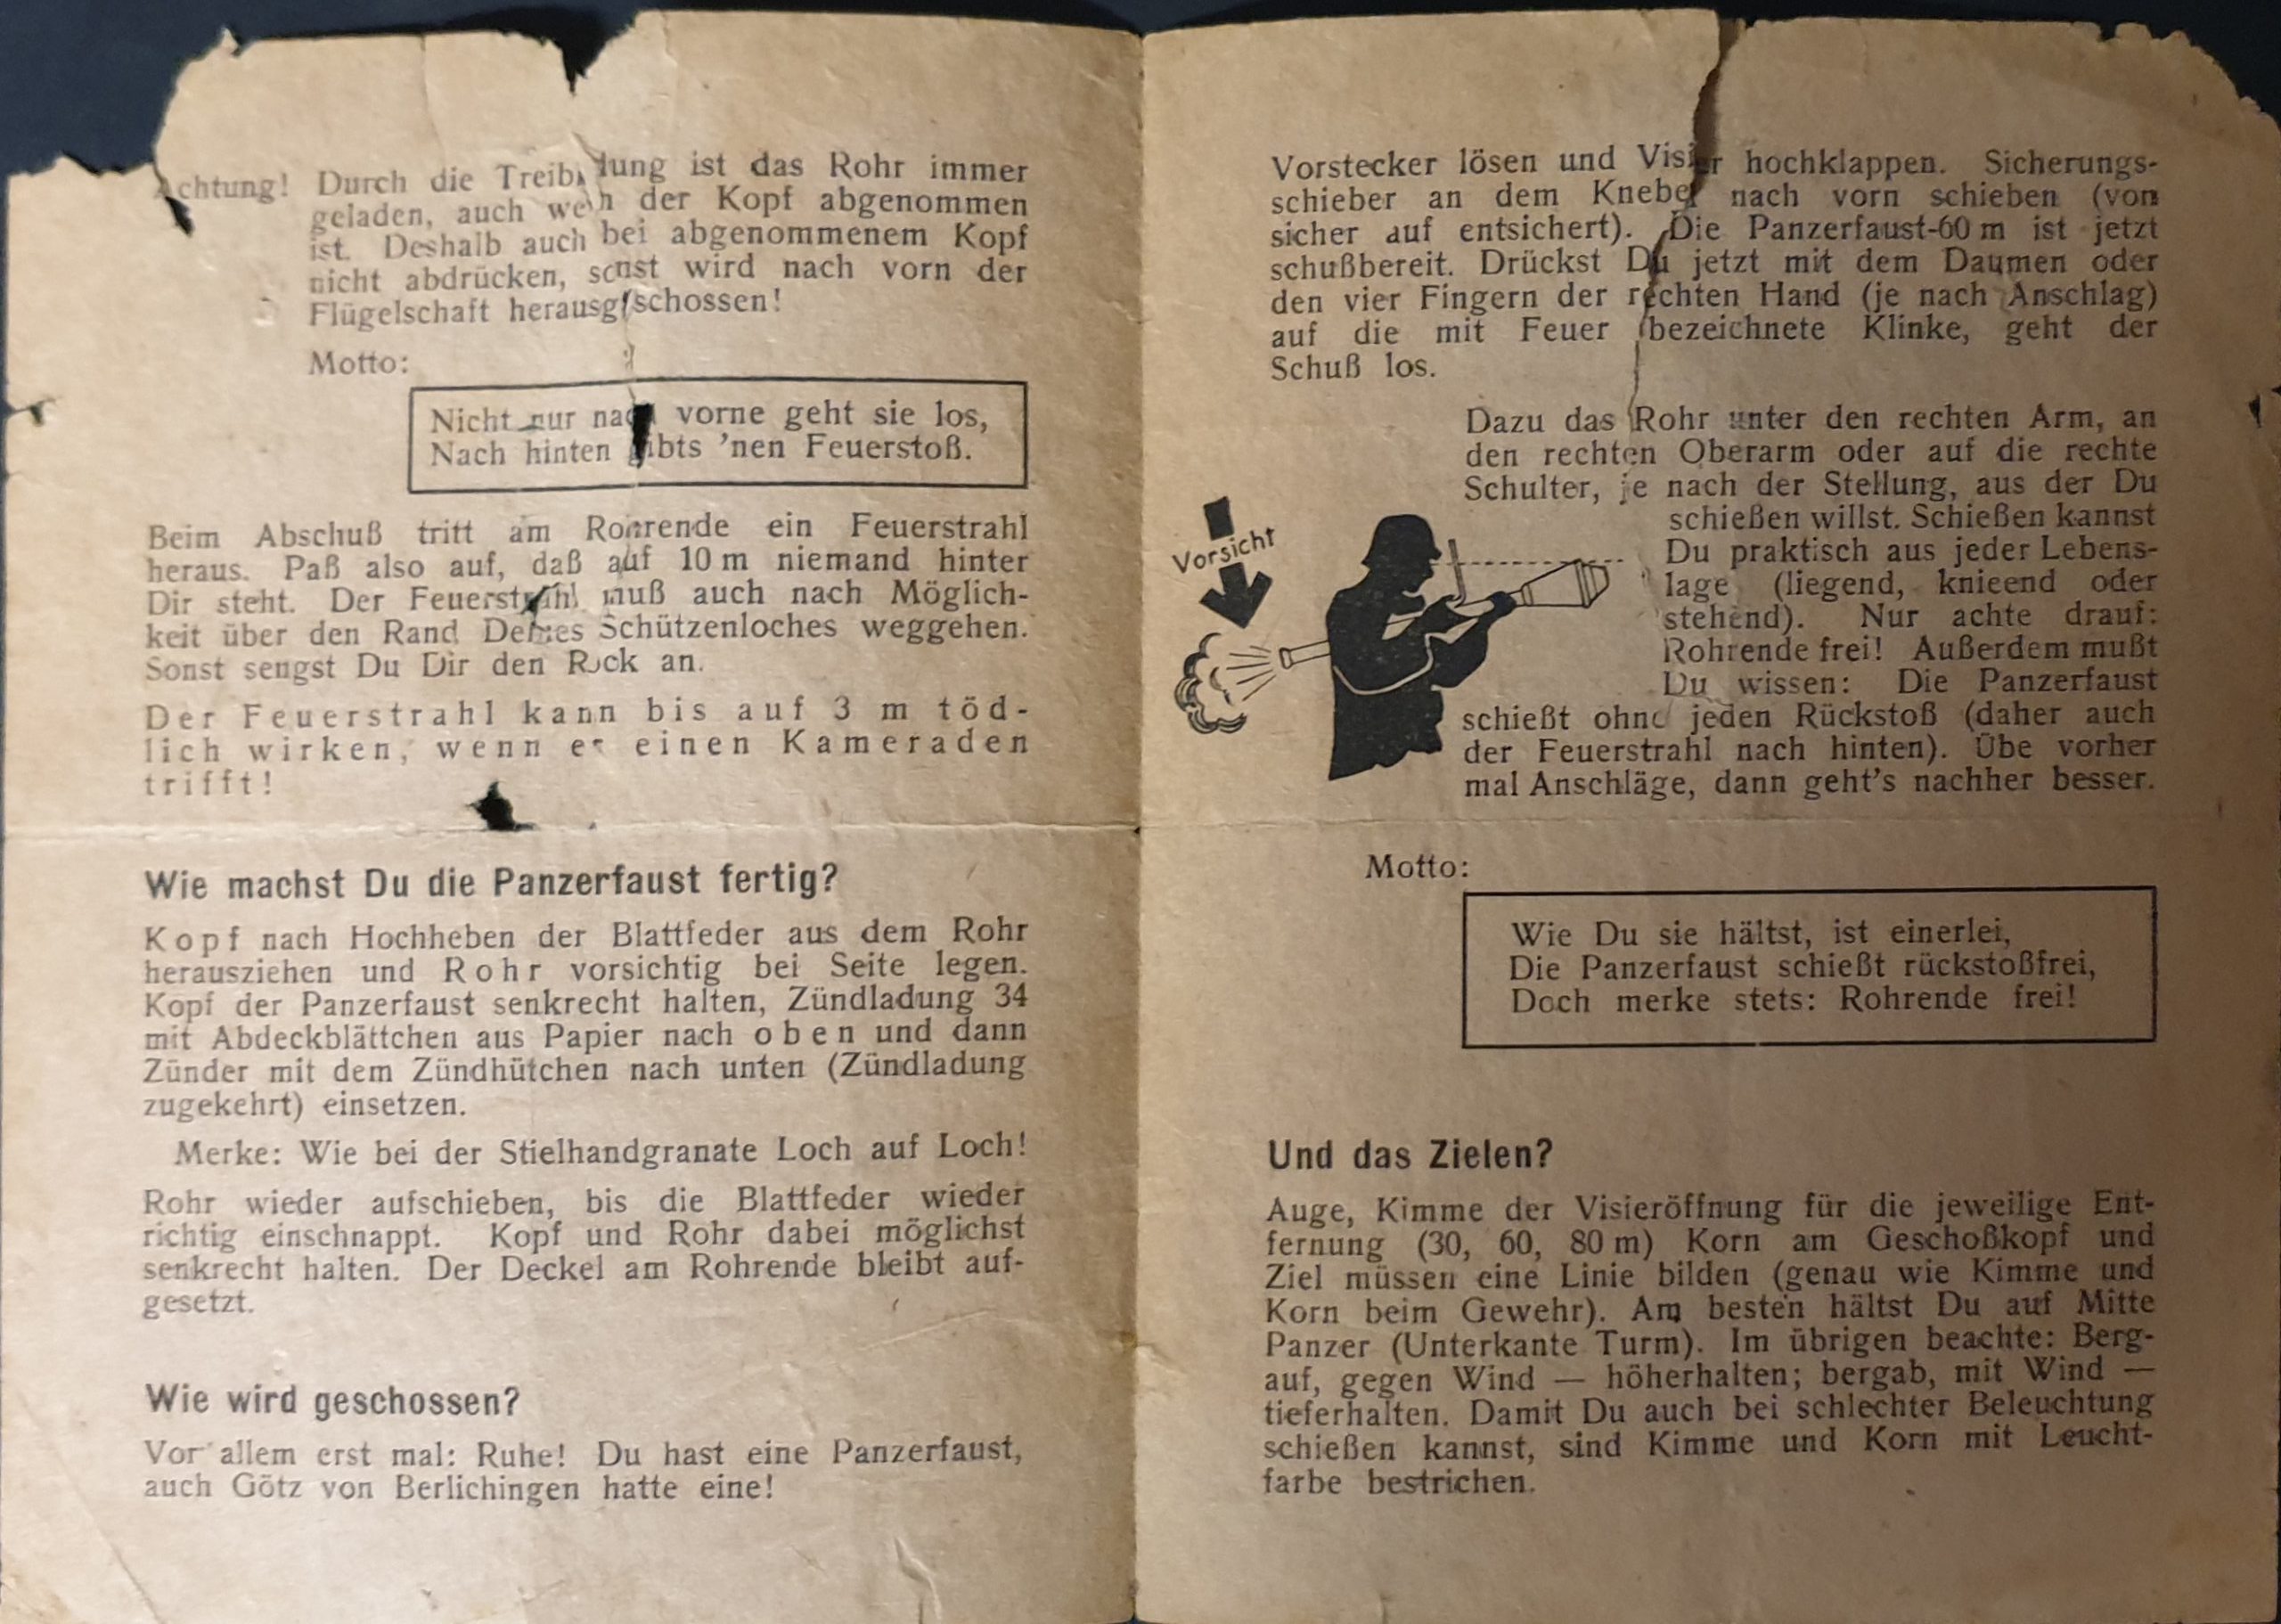 Achtung! Durch die Treibladung ist das Rohr immer
geladen, auch wenn der Kopf abgenommen
ist. Deshalb auch bei abgenommenem Kopf
nicht abdrücken, sonst wird nach vorn der
Flügelschaft herausgeschossen!
Motto:
Nicht nur nach vorne geht sie los,
Nach hinten gibts 'nen Feuerstoß.
Beim Abschuß tritt am Rohrende ein Feuerstrahl
heraus. Paß also auf, daß auf 10 m niemand hinter
Dir steht. Der Feuerstrahl muß auch nach Möglich-
keit über den Rand Deines Schützenloches weggehen.
Sonst sengst Du Dir den Rock an.
Der Feuerstrahl kann bis auf 3 m töd-
lich wirken, wenn er einen Kameraden
trifft!
Wie machst Du die Panzerfaust fertig?
Kopf nach Hochheben der Blattfeder aus dem Rohr
herausziehen und Rohr vorsichtig bei Seite legen.
Kopf der Panzerfaust senkrecht halten, Zündladung 34
mit Abdeckblättchen aus Papier nach oben und dann
Zünder mit dem Zündhütchen nach unten (Zündladung
zugekehrt) einsetzen.
Merke: Wie bei der Stielhandgranate Loch auf Loch!
Rohr wieder aufschieben, bis die Blattfeder wieder
richtig einschnappt. Kopf und Rohr dabei möglichst
senkrecht halten. Der Deckel am Rohrende bleibt auf-
gesetzt.
Wie wird geschossen?
Vor allem erst mal: Ruhe! Du hast eine Panzerfaust,
auch Götz von Berlichingen hatte eine!
Vorstecker lösen und Visier hochklappen. Sicherungs-
schieber an dem Knebel nach vorn schieben (von
sicher auf entsichert). Die Panzerfaust-60 m ist jetzt
schußbereit. Drückst Du jetzt mit dem Daumen oder
den vier Fingern der rechten Hand (je nach Anschlag)
auf die mit Feuer bezeichnete Klinke, geht der
Schuß los.
Dazu das Rohr unter den rechten Arm, an
den rechten Oberarm oder auf die rechte
Schulter, je nach der Stellung, aus der Du
schießen willst. Schießen kannst
Du praktisch aus jeder Lebens-
lage (liegend, knieend oder
stehend). Nur achte drauf:
Rohrende frei! Außerdem mußt
Du wissen: Die Panzerfaust
schießt ohne jeden Rückstoß (daher auch
der Feuerstrahl nach hinten). Übe vorher
mal Anschläge, dann geht's nachher besser.
Vorsicht
Motto:
Wie Du sie hältst, ist einerlei,
Die Panzerfaust schießt rückstoßfrei,
Doch merke stets: Rohrende frei!
Und das Zielen?
Auge, Kimme der Visieröffnung für die jeweilige Ent-
fernung (30, 60, 80 m) Korn am Geschoßkopf und
Ziel müssen eine Linie bilden (genau wie Kimme und
Korn beim Gewehr). Am besten hältst Du auf Mitte
Panzer (Unterkante Turm). Im übrigen beachte: Berg-
auf, gegen Wind — höherhalten; bergab, mit Wind —
tieferhalten. Damit Du auch bei schlechter Beleuchtung
schießen kannst, sind Kimme und Korn mit Leucht-
farbe bestrichen.